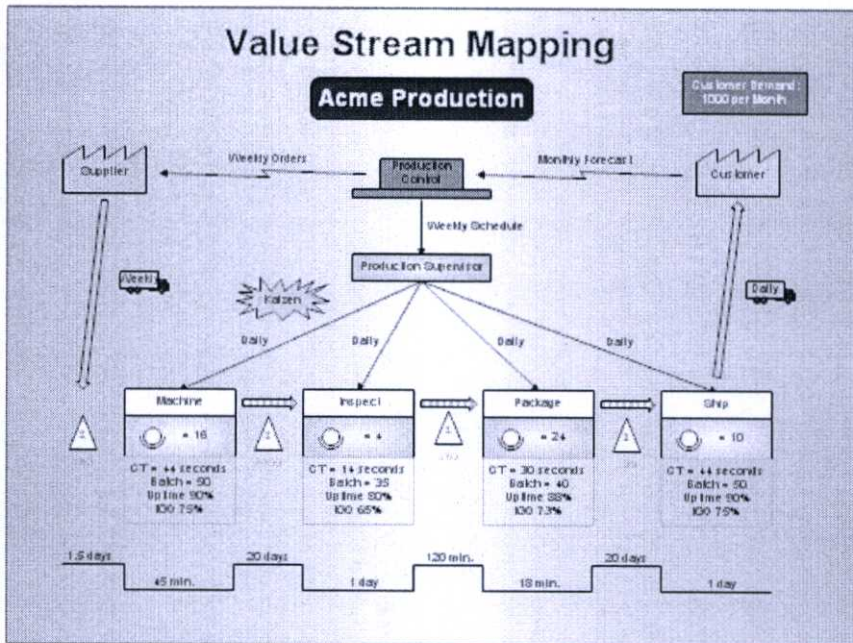 Value Stream Mapping
Acme Production
Customer Demand:
1000 per Month
Supplier
Weekly Orders
Production
Control
Monthly Forecast
Customer
Weekly Schedule
Production Supervisor
Weekly
Kaizen
Daily
Daily
Daily
Daily
Daily
Machine
Inspect
Package
Ship
= 16
= 4
= 24
= 10
CT = 44 seconds
Batch = 50
Uptime 90%
75%
CT = 14 seconds
Batch = 35
Uptime 80%
65%
CT = 30 seconds
Batch = 40
Uptime 88%
73%
CT = 44 seconds
Batch = 50
Uptime 90%
75%
1.5 days
45 min.
20 days
1 day
120 min.
18 min.
20 days
1 day